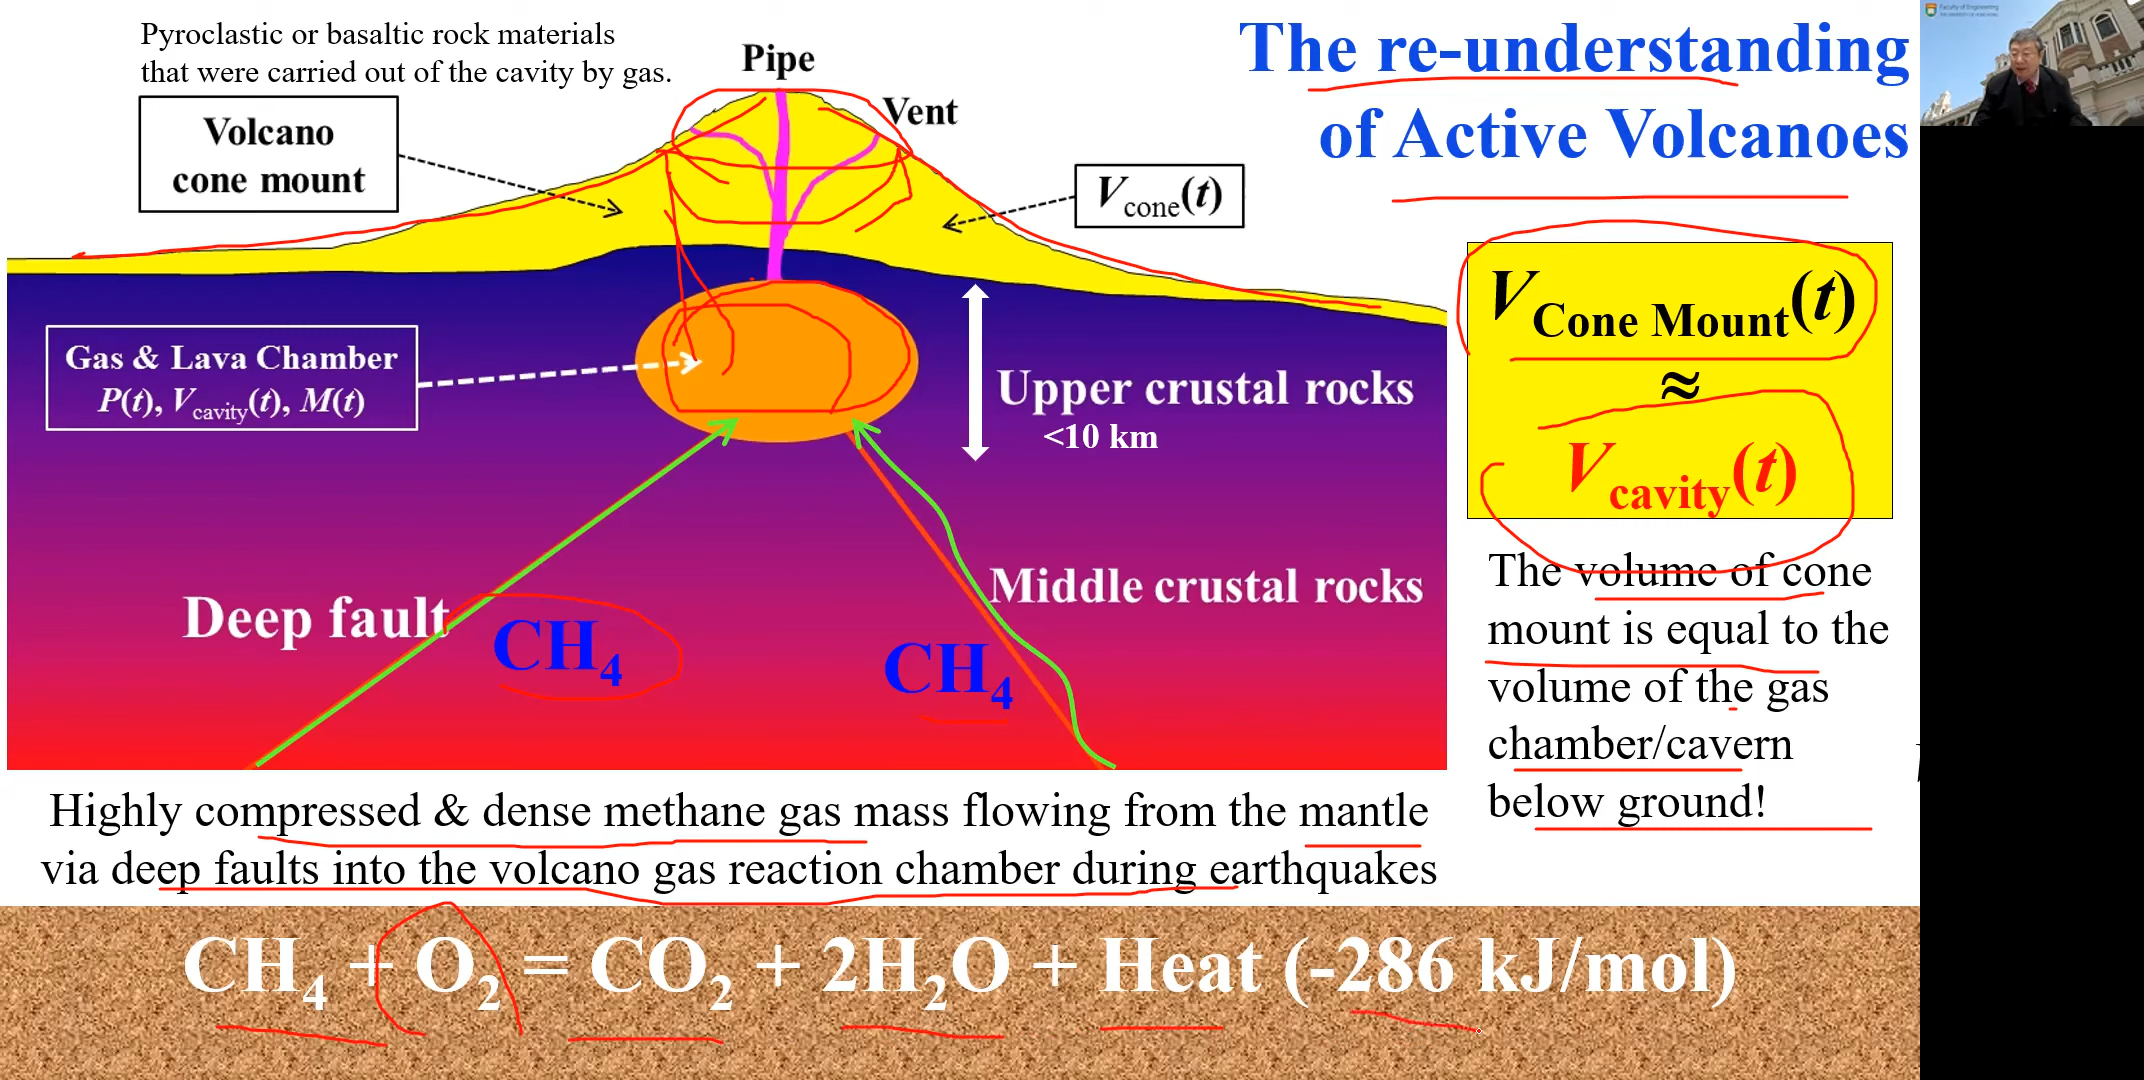 Pyroclastic or basaltic rock materials
that were carried out of the cavity by gas.
Pipe
Vent
Volcano
cone mount
Vcone(t)
The re-understanding
of Active Volcanoes
Faculty of Engineering
VCone Mount(t)
≈
Vcavity(t)
Gas & Lava Chamber
P(t), Vcavity(t), M(t)
Upper crustal rocks
<10 km
Middle crustal rocks
Deep fault
CH4
CH4
The volume of cone
mount is equal to the
volume of the gas
chamber/cavern
below ground!
Highly compressed & dense methane gas mass flowing from the mantle
via deep faults into the volcano gas reaction chamber during earthquakes
CH4 + O2 = CO2 + 2H2O + Heat (-286 kJ/mol)